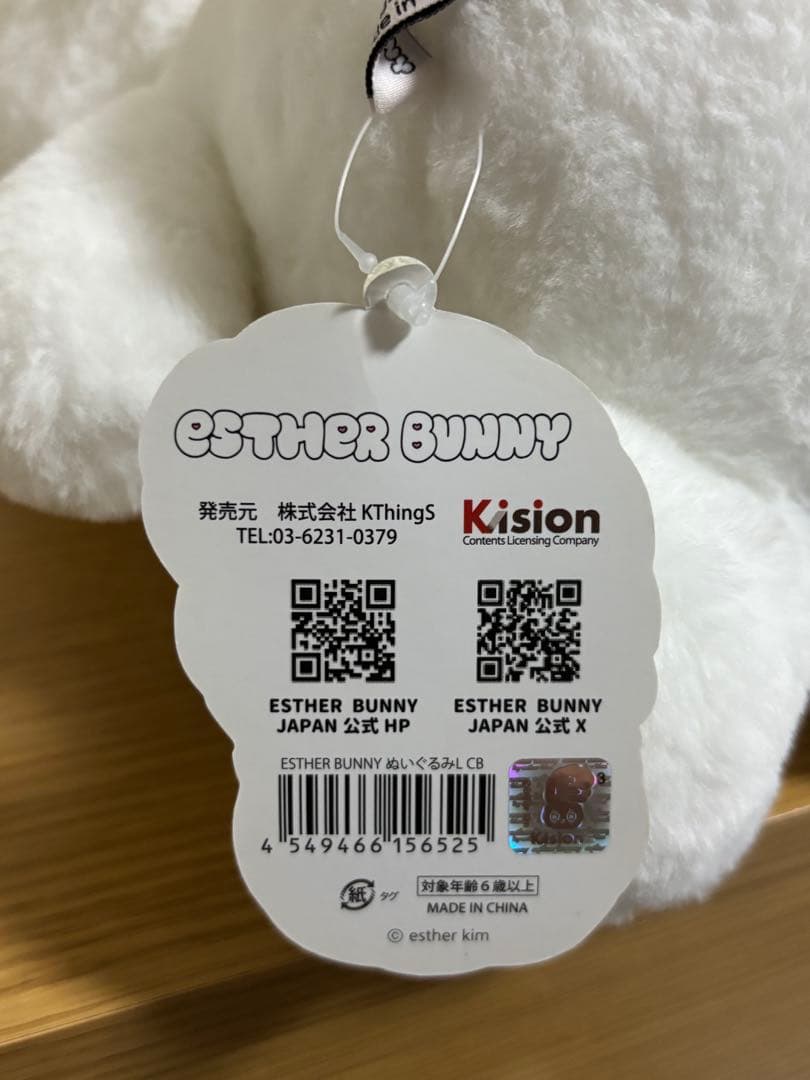 ESTHER BUNNY
発売元　株式会社 KThingS
TEL:03-6231-0379
Kision
Contents Licensing Company
ESTHER BUNNY
JAPAN 公式 HP
ESTHER BUNNY
JAPAN 公式 X
ESTHER BUNNY ぬいぐるみL CB
4 549466 156525
3
Kision
紙 タグ
対象年齢6歳以上
MADE IN CHINA
© esther kim